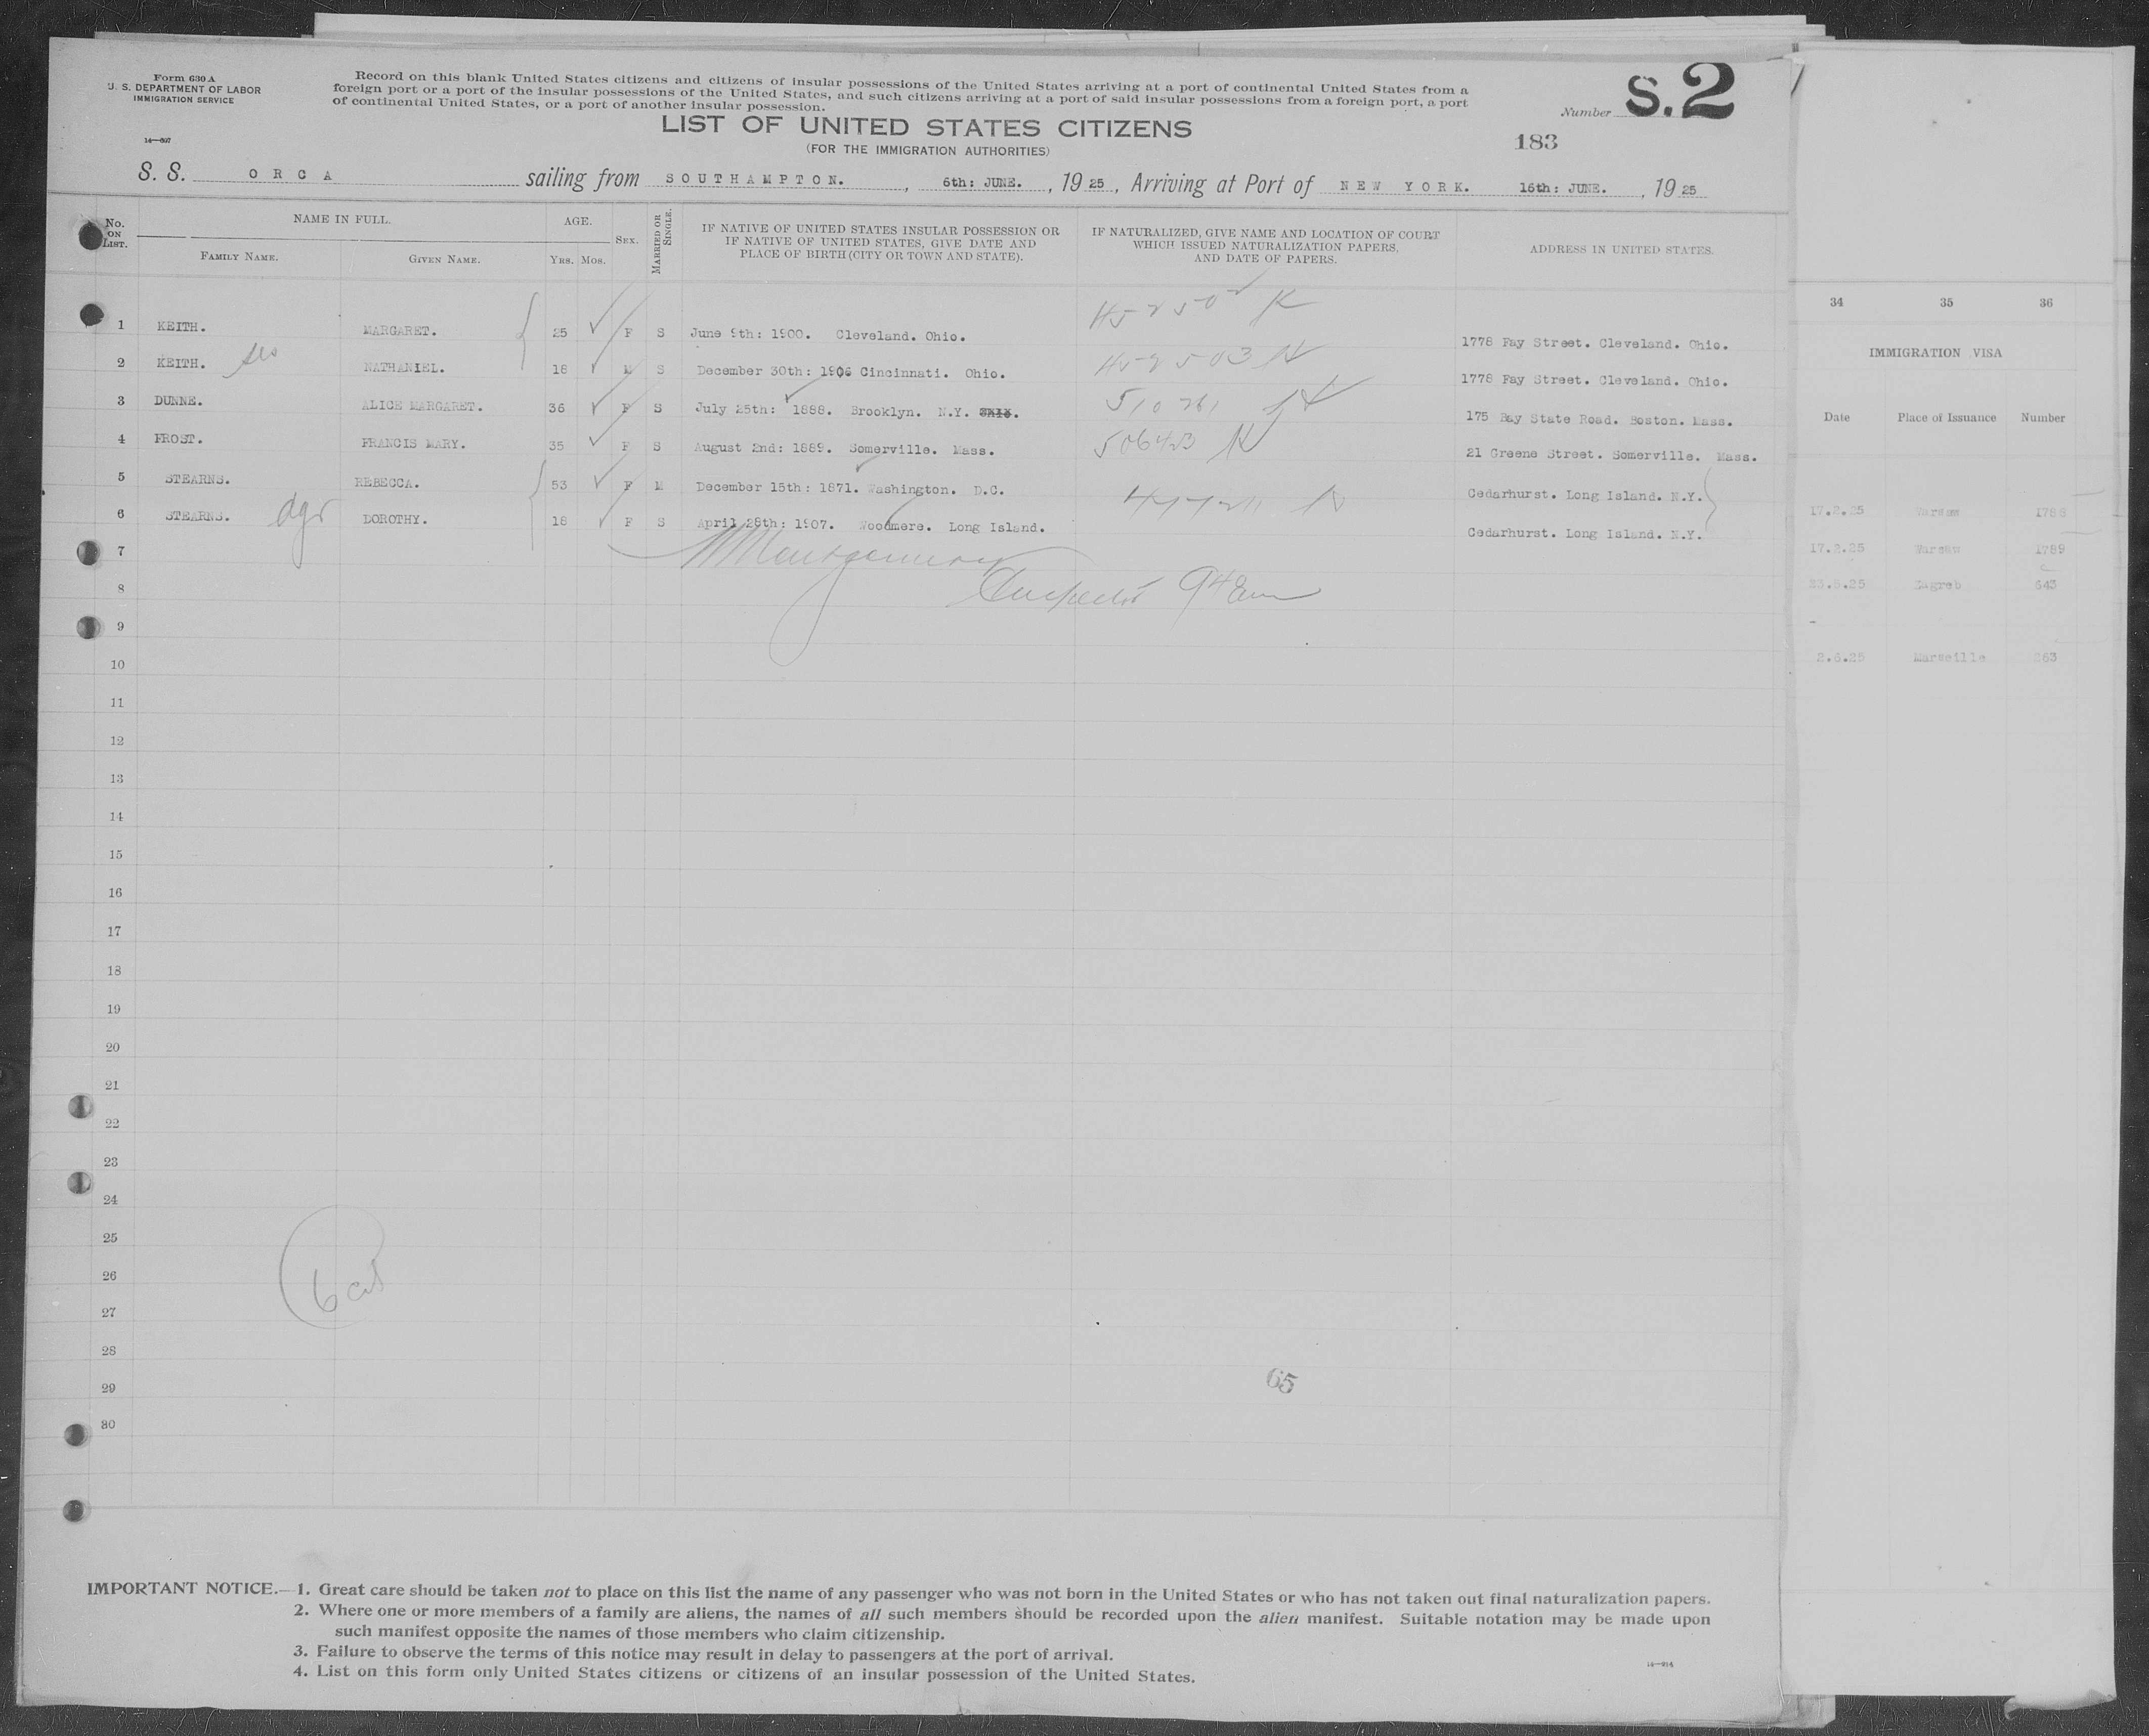 Form 630 A
U. S. DEPARTMENT OF LABOR
IMMIGRATION SERVICE
14—807
Record on this blank United States citizens and citizens of insular possessions of the United States arriving at a port of continental United States from a
foreign port or a port of the insular possessions of the United States, and such citizens arriving at a port of said insular possessions from a foreign port, a port
of continental United States, or a port of another insular possession.
Number S.2
LIST OF UNITED STATES CITIZENS
(FOR THE IMMIGRATION AUTHORITIES)
183
S. S. ORCA sailing from SOUTHAMPTON. , 6th: JUNE. , 1925 , Arriving at Port of NEW YORK. 16th: JUNE. , 1925
No. ON LIST. NAME IN FULL. AGE. SEX. MARRIED OR SINGLE. IF NATIVE OF UNITED STATES INSULAR POSSESSION OR IF NATIVE OF UNITED STATES, GIVE DATE AND PLACE OF BIRTH (CITY OR TOWN AND STATE). IF NATURALIZED, GIVE NAME AND LOCATION OF COURT WHICH ISSUED NATURALIZATION PAPERS, AND DATE OF PAPERS. ADDRESS IN UNITED STATES.
FAMILY NAME. GIVEN NAME. YRS. MOS.
1 KEITH. MARGARET. 25 F S June 9th: 1900. Cleveland. Ohio. 452502 K 1778 Fay Street. Cleveland. Ohio.
2 KEITH. NATHANIEL. 18 M S December 30th: 1906 Cincinnati. Ohio. 452503 K 1778 Fay Street. Cleveland. Ohio.
3 DUNNE. ALICE MARGARET. 36 F S July 25th: 1888. Brooklyn. N.Y. 510261 175 Bay State Road. Boston. Mass.
4 FROST. FRANCIS MARY. 35 F S August 2nd: 1889. Somerville. Mass. 506423 K 21 Greene Street. Somerville. Mass.
5 STEARNS. REBECCA. 53 F M December 15th: 1871. Washington. D.C. Cedarhurst. Long Island. N.Y.
6 STEARNS. dgr DOROTHY. 18 F S April 28th: 1907. Woodmere. Long Island. Cedarhurst. Long Island. N.Y.
7 Montgomery
8 Inspector
9
10
11
12
13
14
15
16
17
18
19
20
21
22
23
24
25
26
27
28
29
30
65
34 35 36
IMMIGRATION VISA
Date Place of Issuance Number
17.2.25 Warsaw 1788
17.2.25 Warsaw 1789
23.5.25 Zagreb 643
2.6.25 Marseille 263
IMPORTANT NOTICE.—1. Great care should be taken not to place on this list the name of any passenger who was not born in the United States or who has not taken out final naturalization papers.
2. Where one or more members of a family are aliens, the names of all such members should be recorded upon the alien manifest. Suitable notation may be made upon
such manifest opposite the names of those members who claim citizenship.
3. Failure to observe the terms of this notice may result in delay to passengers at the port of arrival.
4. List on this form only United States citizens or citizens of an insular possession of the United States.